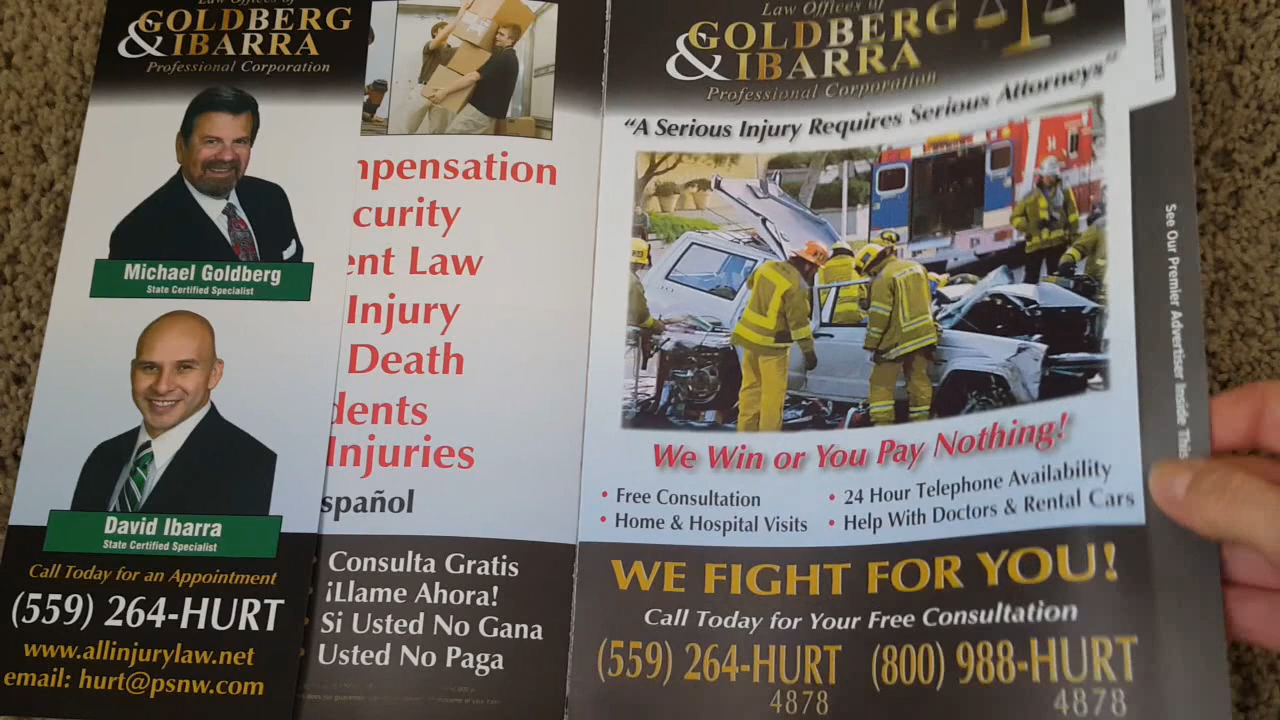 Law Offices of
GOLDBERG
& IBARRA
Professional Corporation
Michael Goldberg
State Certified Specialist
David Ibarra
State Certified Specialist
Call Today for an Appointment
(559) 264-HURT
www.allinjurylaw.net
email: hurt@psnw.com
mpensation
curity
ent Law
Injury
Death
dents
Injuries
spañol
Consulta Gratis
¡Llame Ahora!
Si Usted No Gana
Usted No Paga
Law Offices of
GOLDBERG
& IBARRA
Professional Corporation
"A Serious Injury Requires Serious Attorneys"
We Win or You Pay Nothing!
• Free Consultation
• Home & Hospital Visits
• 24 Hour Telephone Availability
• Help With Doctors & Rental Cars
WE FIGHT FOR YOU!
Call Today for Your Free Consultation
(559) 264-HURT (800) 988-HURT
4878 4878
See Our Premier Advertiser Inside This